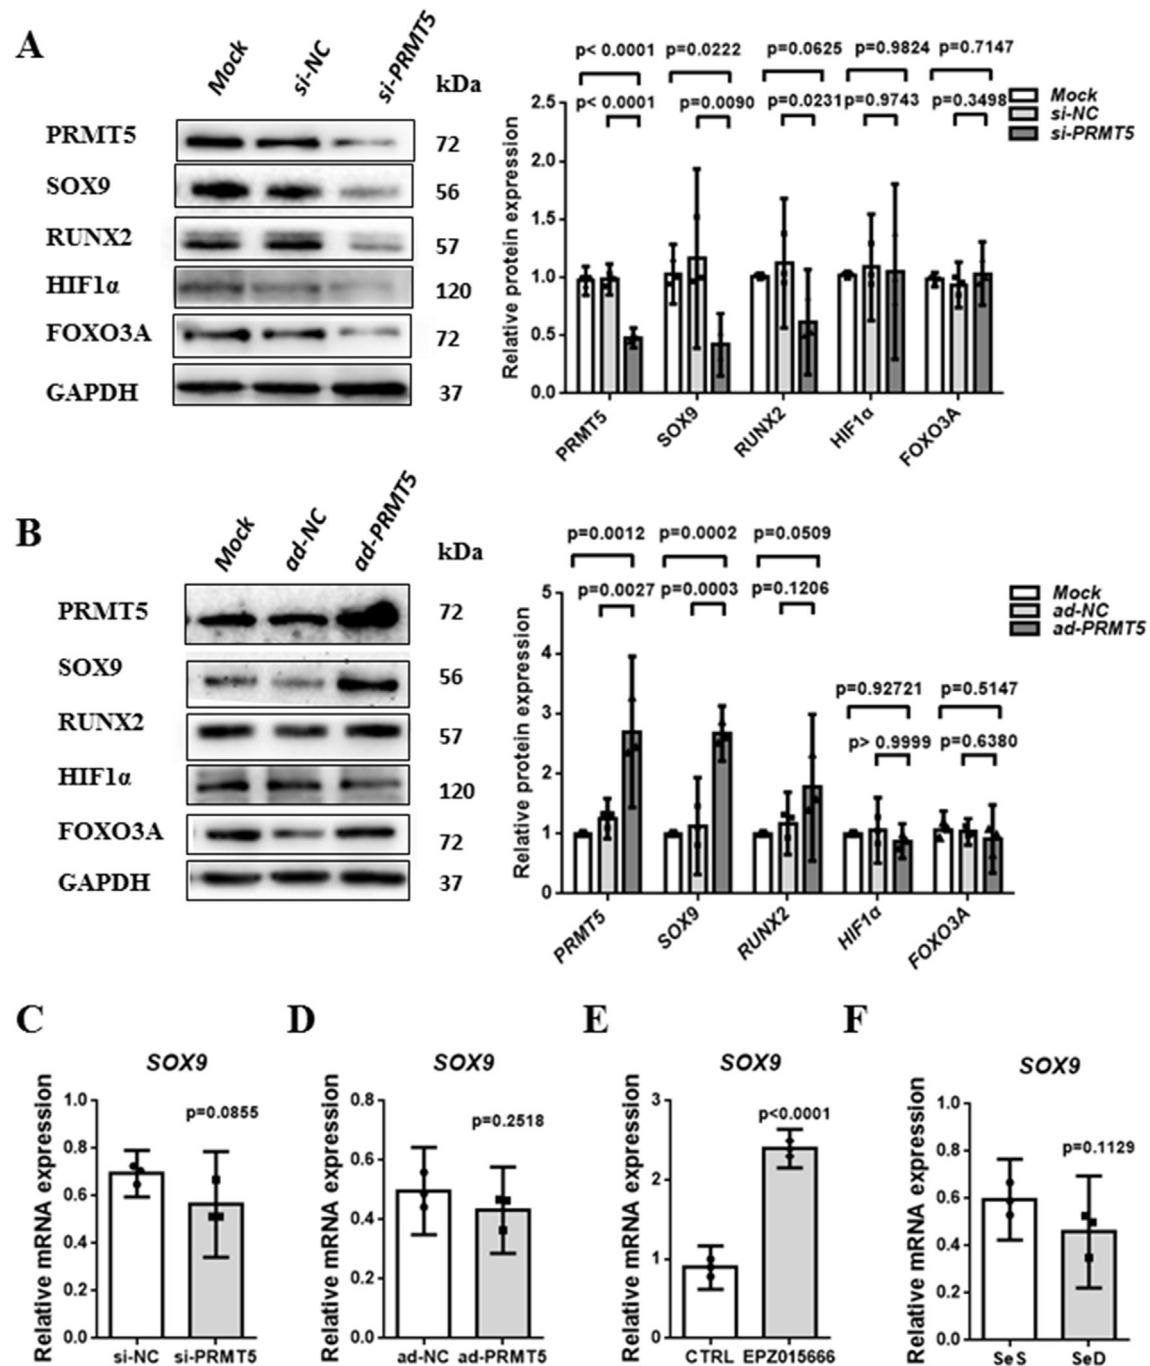 A
Mock
si-NC
si-PRMT5
kDa
PRMT5
72
SOX9
56
RUNX2
57
HIF1α
120
FOXO3A
72
GAPDH
37
p< 0.0001 p=0.0222 p=0.0625 p=0.9824 p=0.7147
p< 0.0001 p=0.0090 p=0.0231 p=0.9743 p=0.3498
Mock
si-NC
si-PRMT5
Relative protein expression
2.5
2.0
1.5
1.0
0.5
0.0
PRMT5 SOX9 RUNX2 HIF1α FOXO3A
B
Mock
ad-NC
ad-PRMT5
kDa
PRMT5
72
SOX9
56
RUNX2
57
HIF1α
120
FOXO3A
72
GAPDH
37
p=0.0012 p=0.0002 p=0.0509
p=0.0027 p=0.0003 p=0.1206
p=0.92721 p=0.5147
p> 0.9999 p=0.6380
Mock
ad-NC
ad-PRMT5
Relative protein expression
5
4
3
2
1
0
PRMT5 SOX9 RUNX2 HIF1α FOXO3A
C
SOX9
p=0.0855
Relative mRNA expression
1.0
0.8
0.6
0.4
0.2
0.0
si-NC si-PRMT5
D
SOX9
p=0.2518
Relative mRNA expression
0.8
0.6
0.4
0.2
0.0
ad-NC ad-PRMT5
E
SOX9
p<0.0001
Relative mRNA expression
3
2
1
0
CTRL EPZ015666
F
SOX9
p=0.1129
Relative mRNA expression
1.0
0.8
0.6
0.4
0.2
0.0
SeS SeD